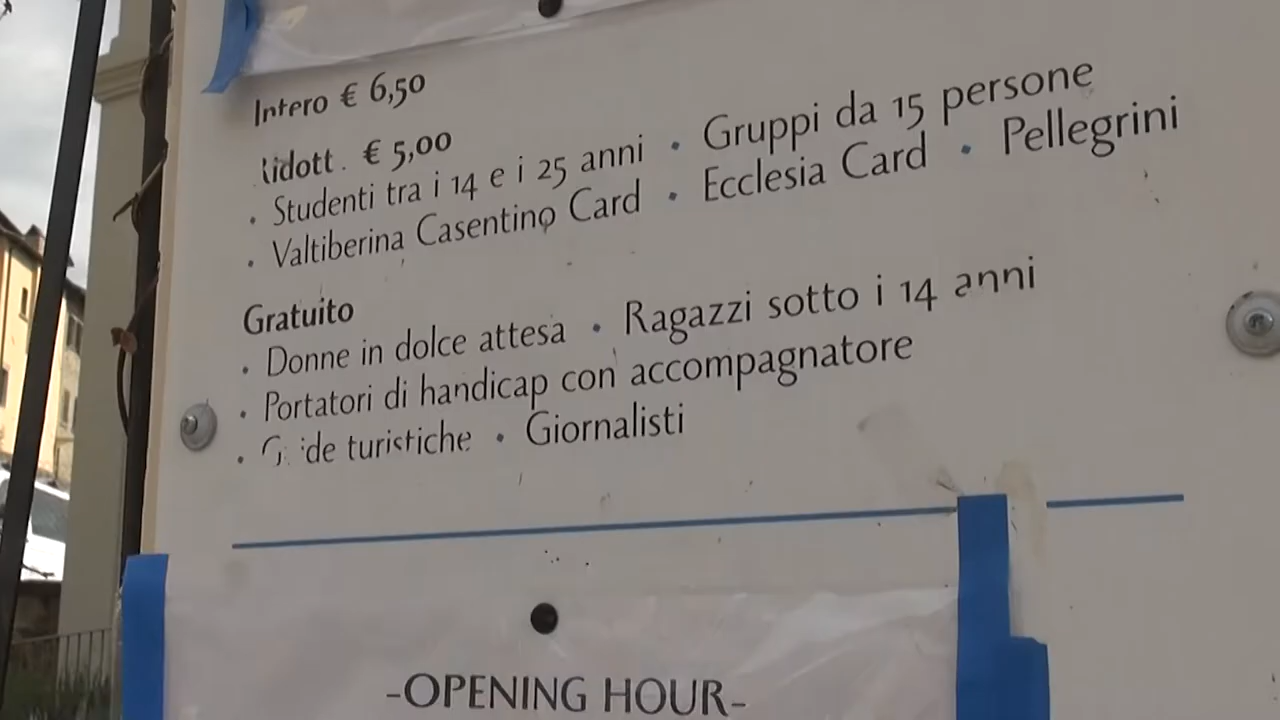 Intero € 6,50
Ridott. € 5,00
• Studenti tra i 14 e i 25 anni • Gruppi da 15 persone
• Valtiberina Casentino Card • Ecclesia Card • Pellegrini
Gratuito
• Donne in dolce attesa • Ragazzi sotto i 14 anni
• Portatori di handicap con accompagnatore
• Guide turistiche • Giornalisti
-OPENING HOUR-